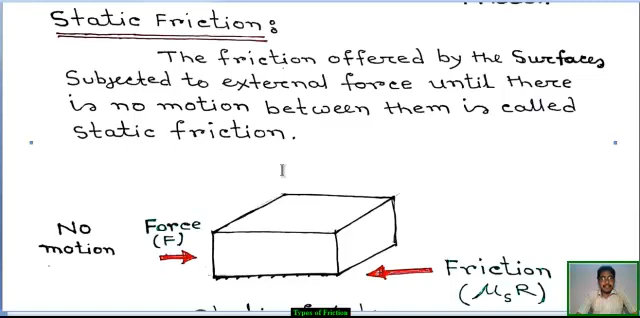 Static Friction:
The friction offered by the Surfaces
Subjected to external force until there
is no motion between them is called
static friction.
No
motion
Force
(F)
Friction
(μsR)
Types of Friction